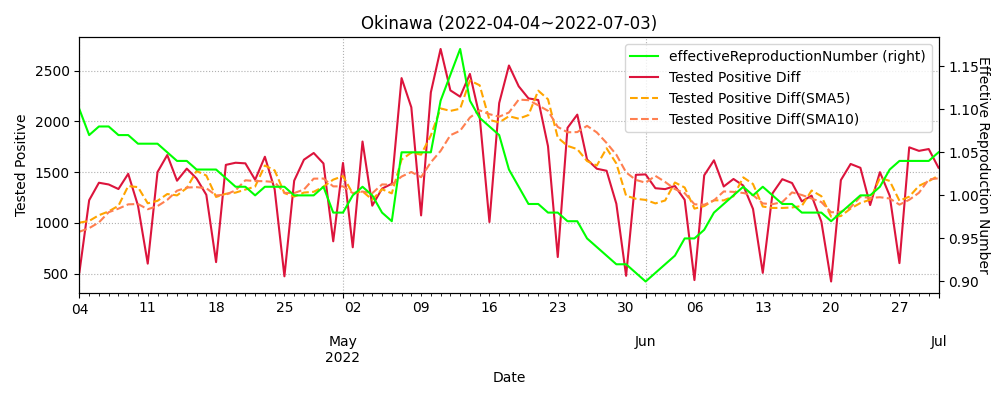 Okinawa (2022-04-04~2022-07-03)
effectiveReproductionNumber (right)
Tested Positive Diff
Tested Positive Diff(SMA5)
Tested Positive Diff(SMA10)
Tested Positive
2500
2000
1500
1000
500
1.15
1.10
1.05
1.00
0.95
0.90
Effective Reproduction Number
04 11 18 25 02 09 16 23 30 06 13 20 27
May Jun Jul
2022
Date